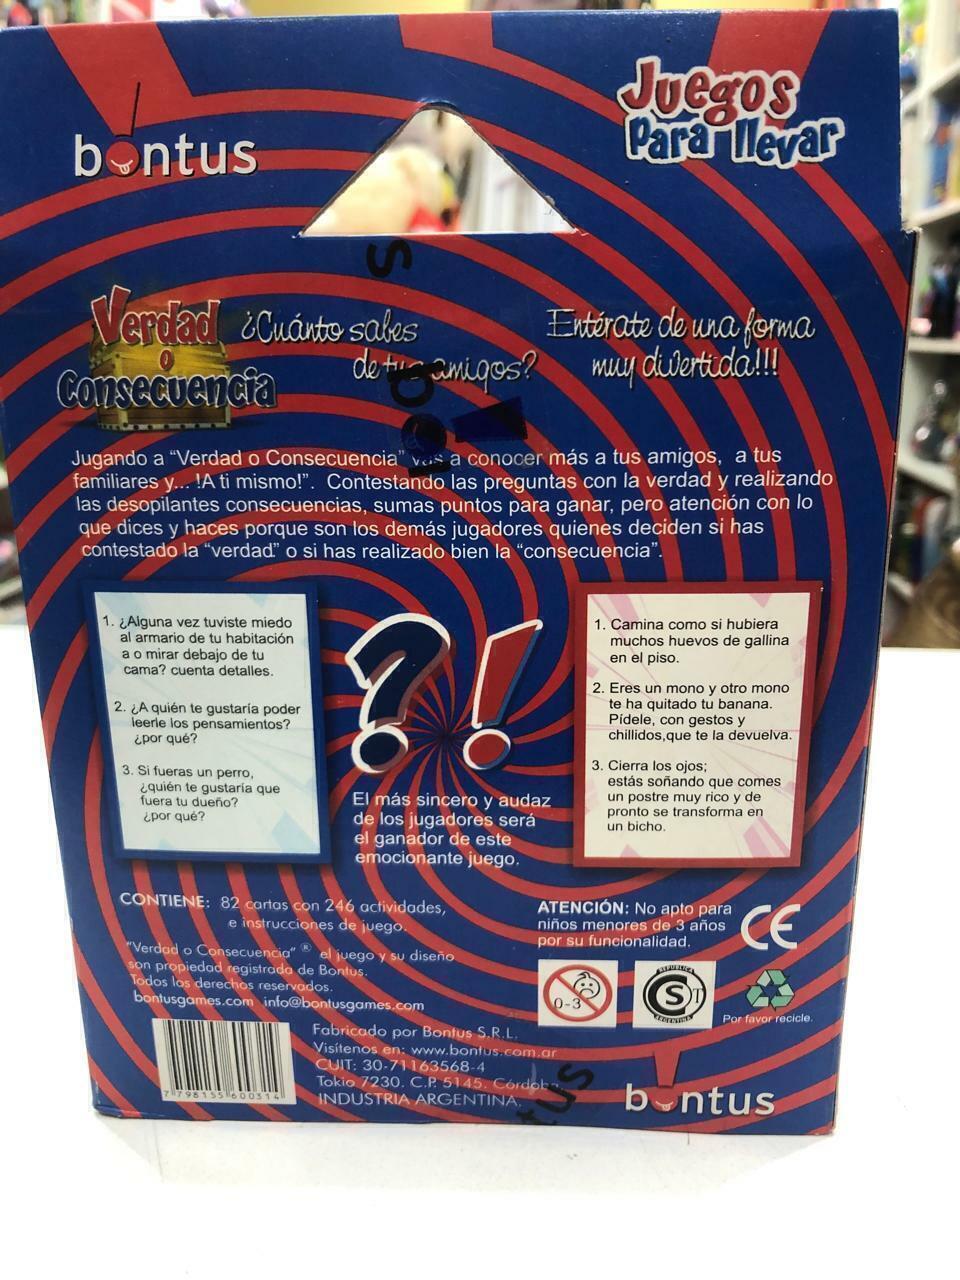 bontus
Juegos
Para llevar
Verdad
o
Consecuencia
¿Cuánto sabes
de tus amigos?
Entérate de una forma
muy divertida!!!
Jugando a “Verdad o Consecuencia” vas a conocer más a tus amigos, a tus
familiares y... !A ti mismo!”. Contestando las preguntas con la verdad y realizando
las desopilantes consecuencias, sumas puntos para ganar, pero atención con lo
que dices y haces porque son los demás jugadores quienes deciden si has
contestado la “verdad” o si has realizado bien la “consecuencia”.
1. ¿Alguna vez tuviste miedo
al armario de tu habitación
a o mirar debajo de tu
cama? cuenta detalles.
2. ¿A quién te gustaría poder
leerle los pensamientos?
¿por qué?
3. Si fueras un perro,
¿quién te gustaría que
fuera tu dueño?
¿por qué?
?!
1. Camina como si hubiera
muchos huevos de gallina
en el piso.
2. Eres un mono y otro mono
te ha quitado tu banana.
Pídele, con gestos y
chillidos,que te la devuelva.
3. Cierra los ojos;
estás soñando que comes
un postre muy rico y de
pronto se transforma en
un bicho.
El más sincero y audaz
de los jugadores será
el ganador de este
emocionante juego.
CONTIENE: 82 cartas con 246 actividades,
e instrucciones de juego.
“Verdad o Consecuencia” ® el juego y su diseño
son propiedad registrada de Bontus.
Todos los derechos reservados.
bontusgames.com info@bontusgames.com
ATENCIÓN: No apto para
niños menores de 3 años
por su funcionalidad.
CE
0-3
REPUBLICA
S T
ARGENTINA
Por favor recicle.
7 798155 600314
Fabricado por Bontus S.R.L.
Visítenos en: www.bontus.com.ar
CUIT: 30-71163568-4
Tokio 7230. C.P. 5145. Córdoba.
INDUSTRIA ARGENTINA.
bontus